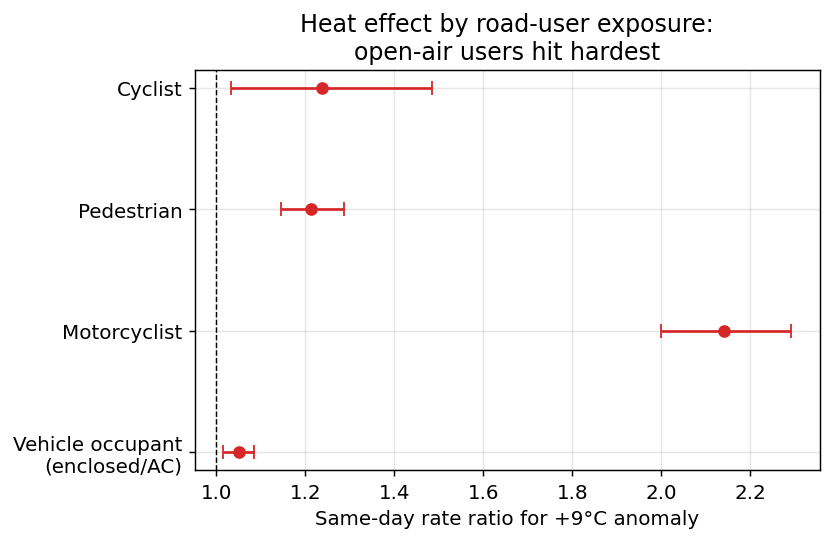 Heat effect by road-user exposure:
open-air users hit hardest
Cyclist
Pedestrian
Motorcyclist
Vehicle occupant
(enclosed/AC)
1.0 1.2 1.4 1.6 1.8 2.0 2.2
Same-day rate ratio for +9°C anomaly